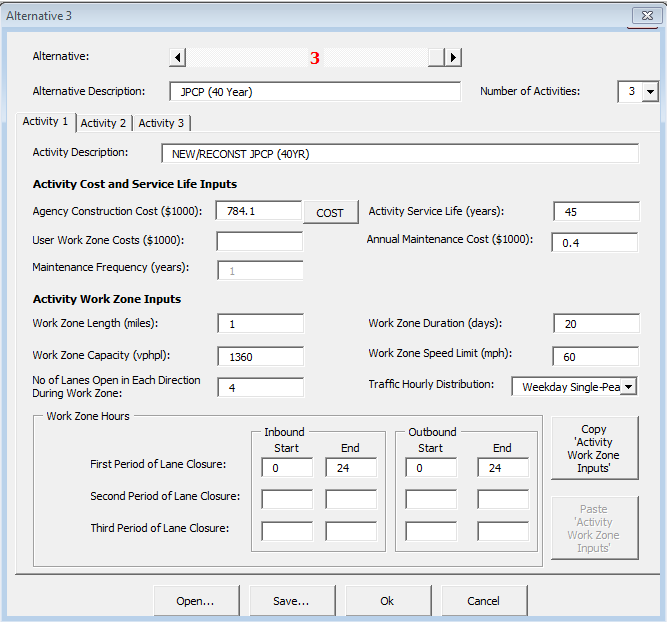 Alternative 3
Alternative: 3
Alternative Description: JPCP (40 Year) Number of Activities: 3
Activity 1 Activity 2 Activity 3
Activity Description: NEW/RECONST JPCP (40YR)
Activity Cost and Service Life Inputs
Agency Construction Cost ($1000): 784.1 COST Activity Service Life (years): 45
User Work Zone Costs ($1000): Annual Maintenance Cost ($1000): 0.4
Maintenance Frequency (years): 1
Activity Work Zone Inputs
Work Zone Length (miles): 1 Work Zone Duration (days): 20
Work Zone Capacity (vphpl): 1360 Work Zone Speed Limit (mph): 60
No of Lanes Open in Each Direction
During Work Zone: 4 Traffic Hourly Distribution: Weekday Single-Pea
Work Zone Hours
Inbound Outbound
Start End Start End
First Period of Lane Closure: 0 24 0 24
Second Period of Lane Closure:
Third Period of Lane Closure:
Copy
'Activity
Work Zone
Inputs'
Paste
'Activity
Work Zone
Inputs'
Open... Save... Ok Cancel